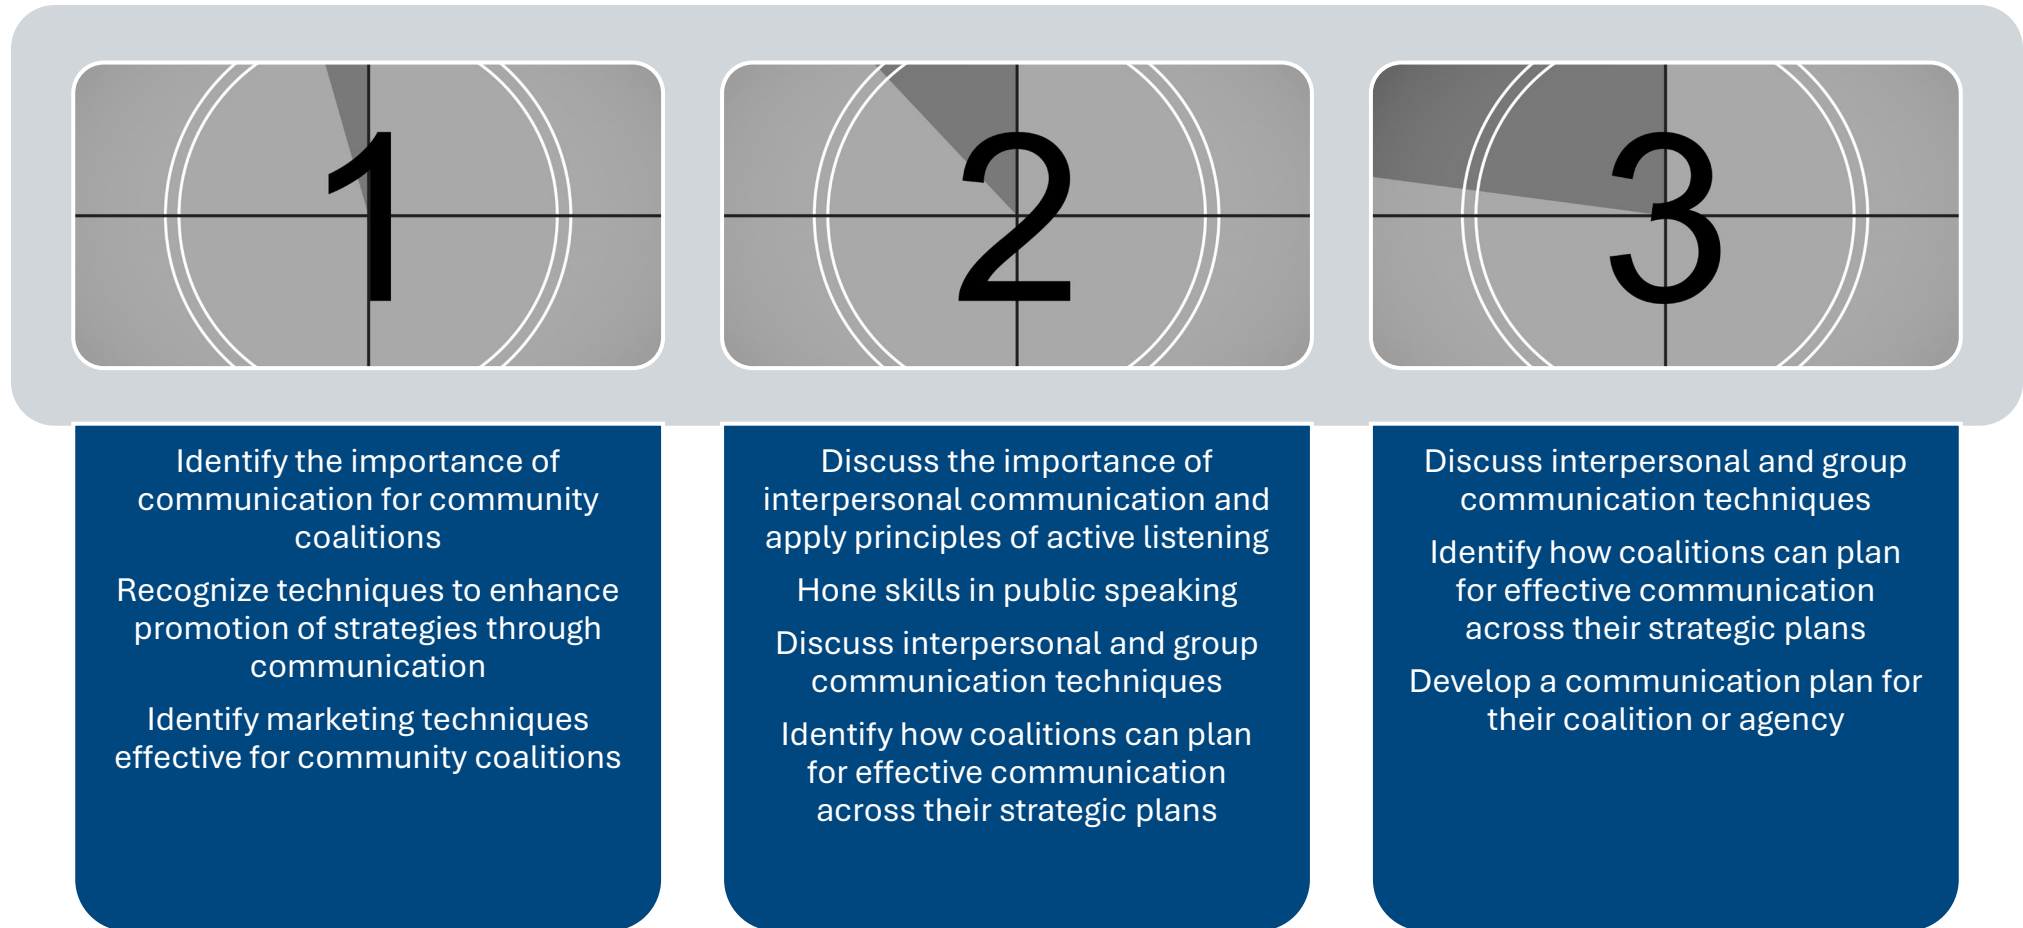 1
Identify the importance of
communication for community
coalitions
Recognize techniques to enhance
promotion of strategies through
communication
Identify marketing techniques
effective for community coalitions
2
Discuss the importance of
interpersonal communication and
apply principles of active listening
Hone skills in public speaking
Discuss interpersonal and group
communication techniques
Identify how coalitions can plan
for effective communication
across their strategic plans
3
Discuss interpersonal and group
communication techniques
Identify how coalitions can plan
for effective communication
across their strategic plans
Develop a communication plan for
their coalition or agency